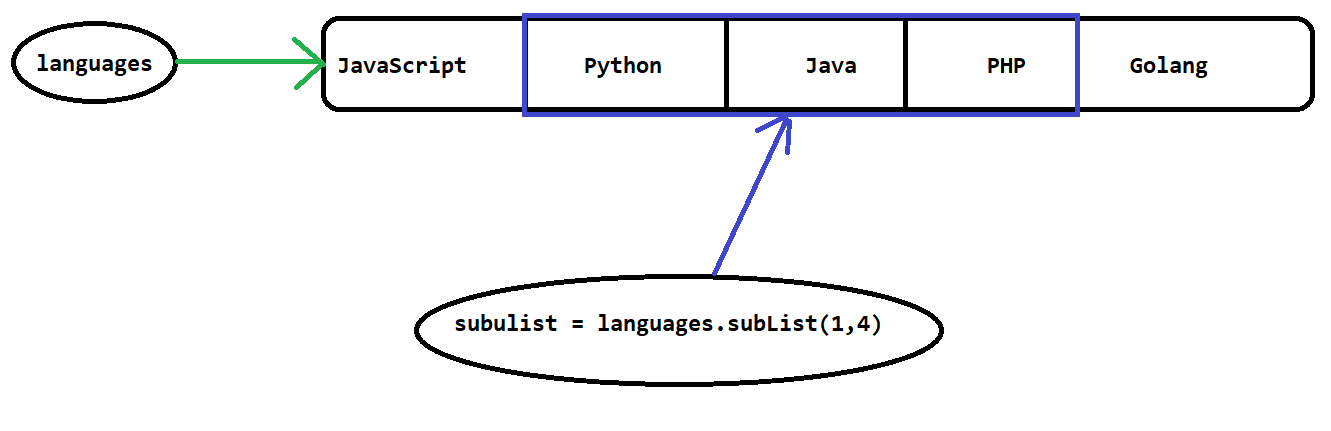 languages
JavaScript Python Java PHP Golang
subulist = languages.subList(1,4)